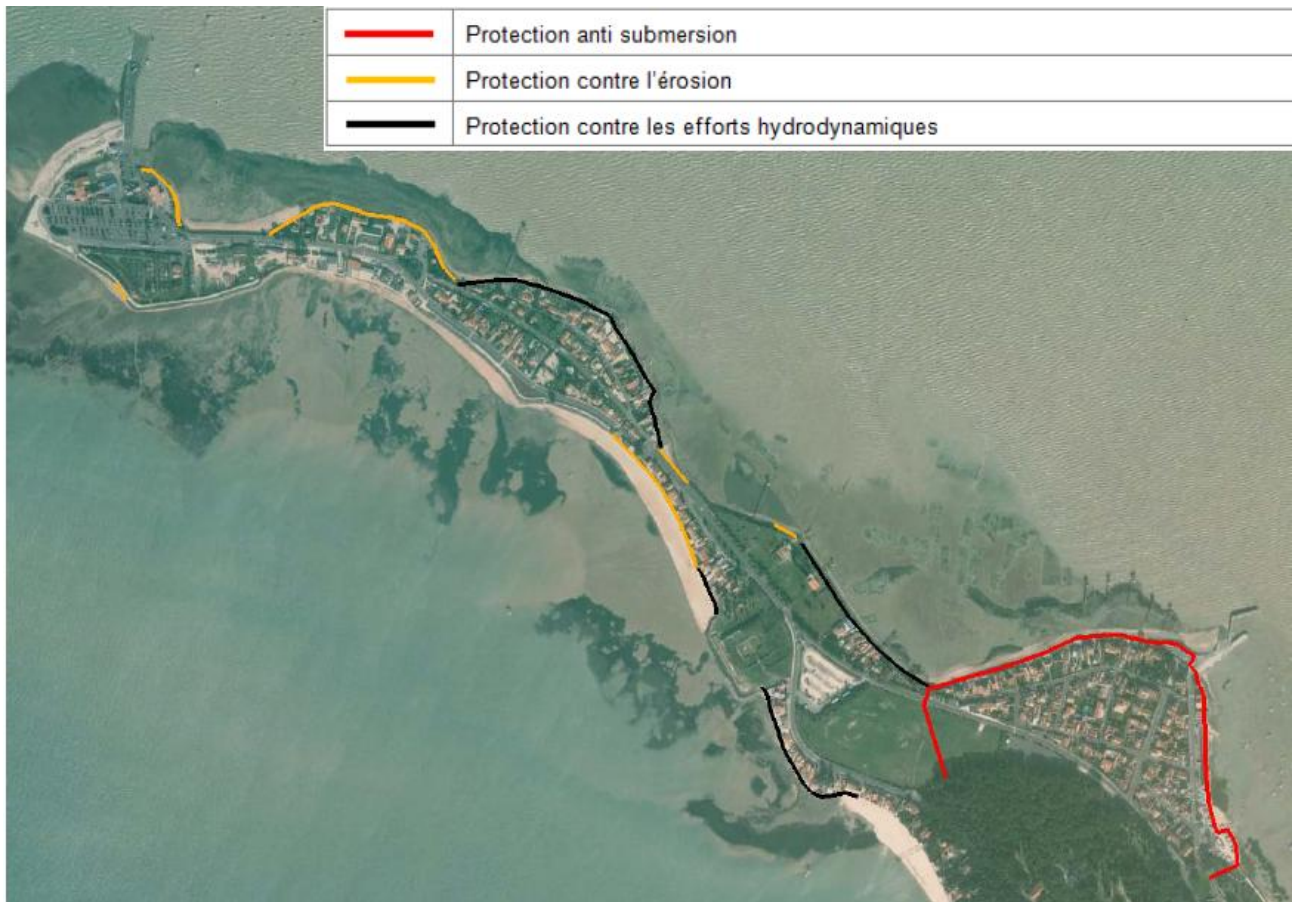 Protection anti submersion
Protection contre l'érosion
Protection contre les efforts hydrodynamiques